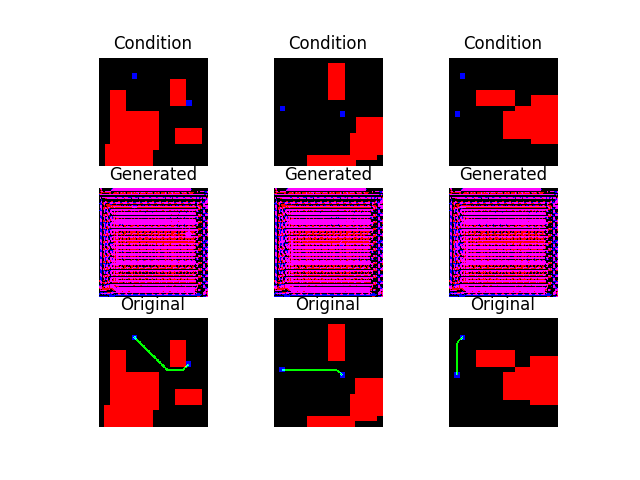 Condition Condition Condition
Generated Generated Generated
Original Original Original